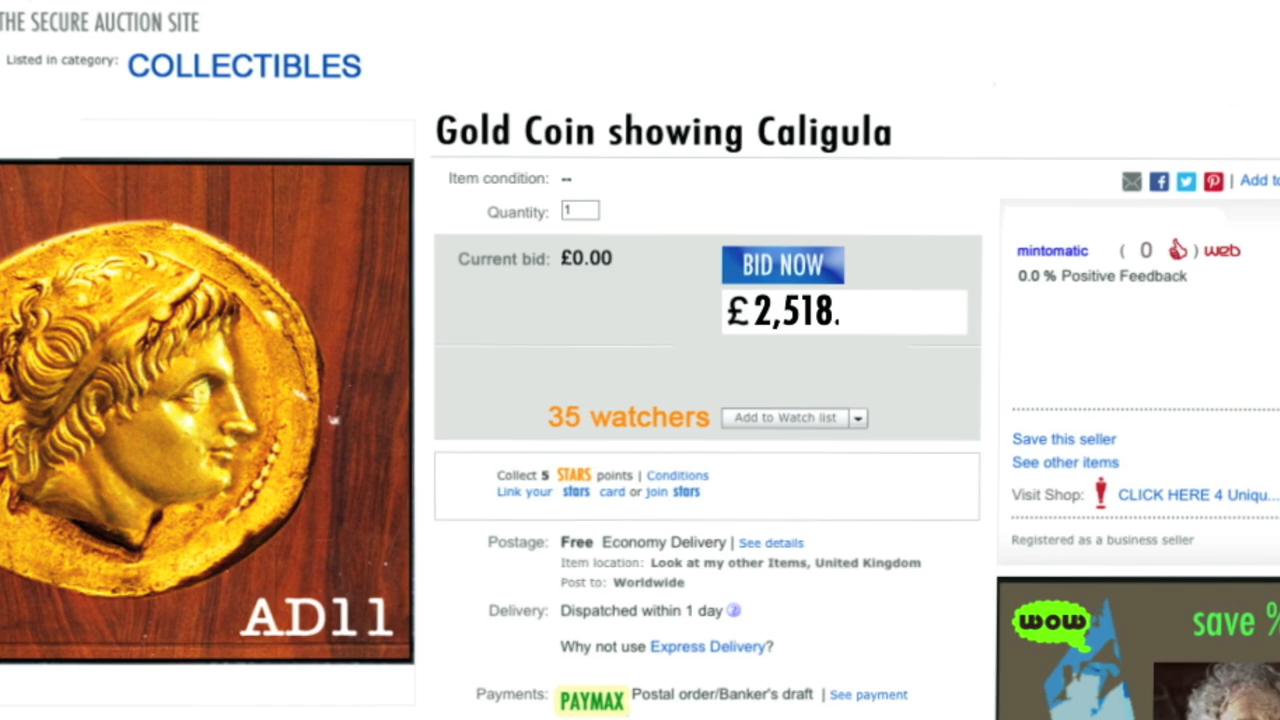 THE SECURE AUCTION SITE
Listed in category: COLLECTIBLES
Gold Coin showing Caligula
Item condition: --
Quantity: 1
Current bid: £0.00
BID NOW
£2,518.
35 watchers
Add to Watch list
Collect 5 STARS points | Conditions
Link your stars card or join stars
Postage: Free Economy Delivery | See details
Item location: Look at my other Items, United Kingdom
Post to: Worldwide
Delivery: Dispatched within 1 day
Why not use Express Delivery?
Payments: PAYMAX Postal order/Banker's draft | See payment
AD11
| Add to
mintomatic ( 0 ) web
0.0 % Positive Feedback
Save this seller
See other items
Visit Shop: CLICK HERE 4 Uniqu...
Registered as a business seller
WOW
save %